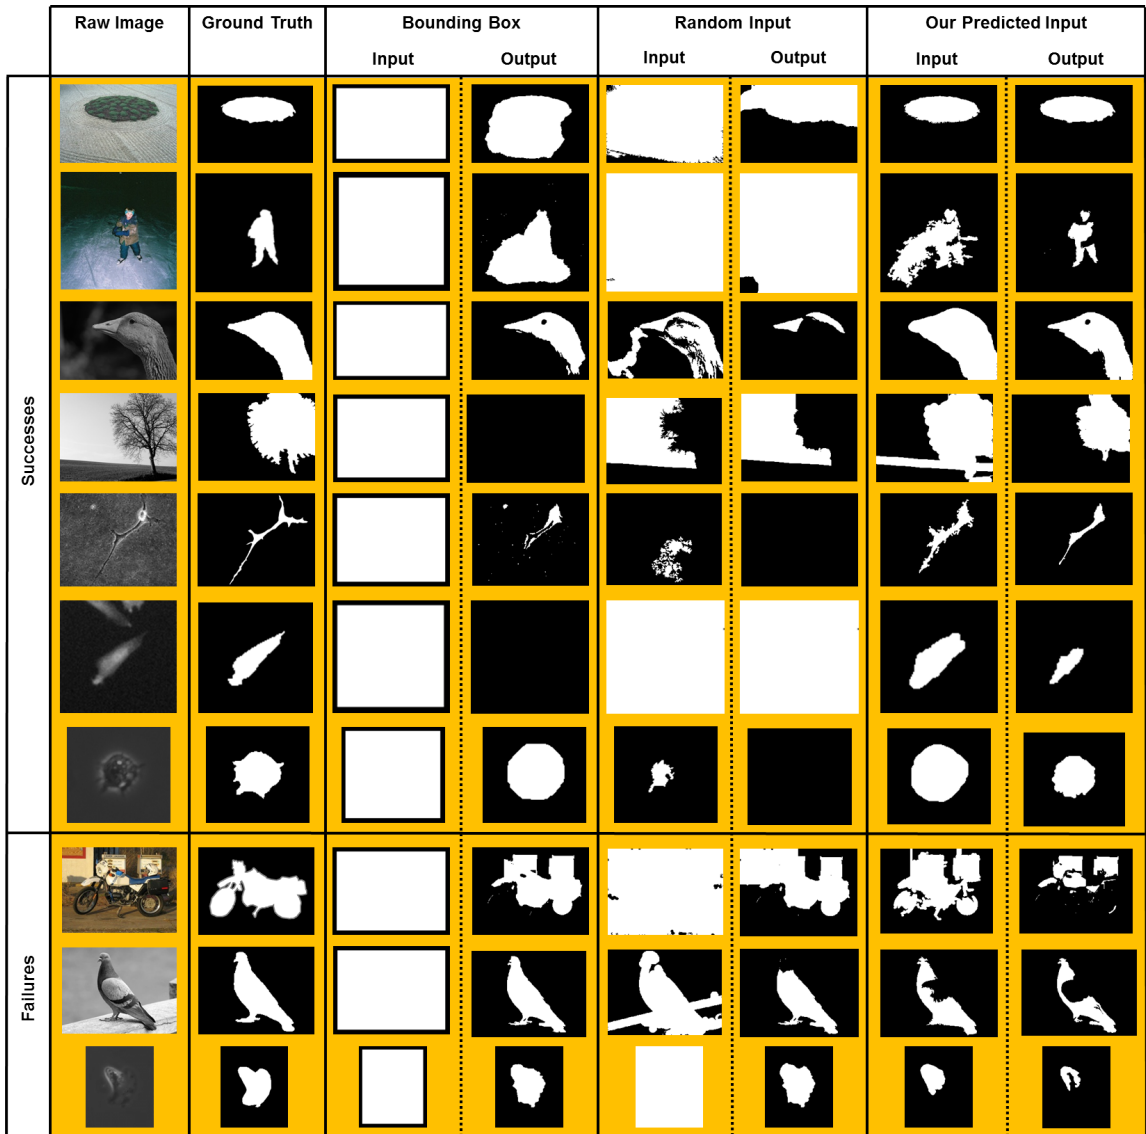 Raw Image Ground Truth Bounding Box Random Input Our Predicted Input
Input Output Input Output Input Output
Successes
Failures